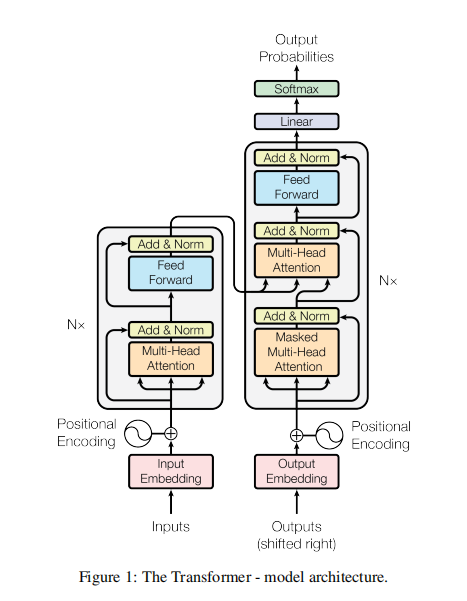 Output
Probabilities
Softmax
Linear
Add & Norm
Feed
Forward
Add & Norm
Multi-Head
Attention
Add & Norm
Masked
Multi-Head
Attention
Nx
Positional
Encoding
Output
Embedding
Outputs
(shifted right)
Add & Norm
Feed
Forward
Add & Norm
Multi-Head
Attention
Nx
Positional
Encoding
Input
Embedding
Inputs
Figure 1: The Transformer - model architecture.